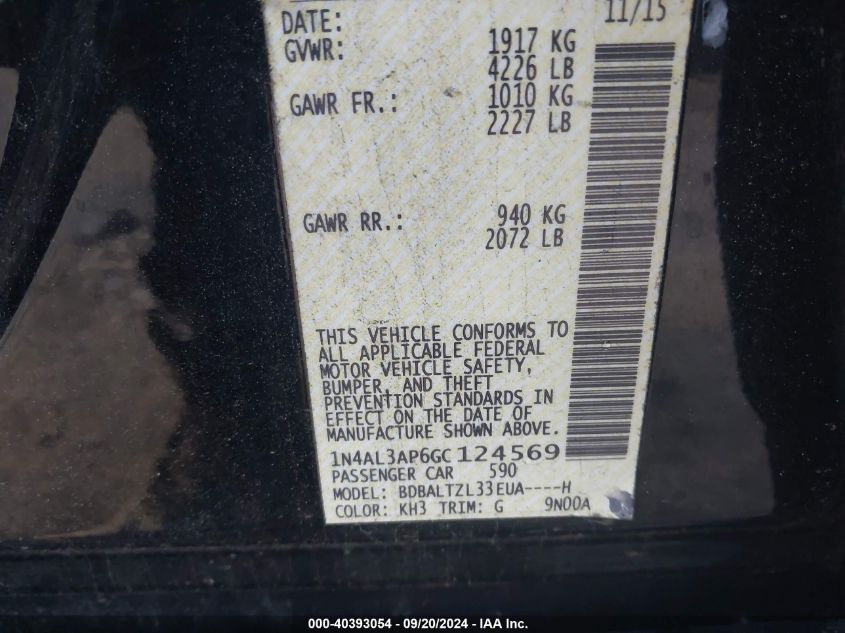 DATE: 11/15
GVWR: 1917 KG
4226 LB
GAWR FR.: 1010 KG
2227 LB
GAWR RR.: 940 KG
2072 LB
THIS VEHICLE CONFORMS TO
ALL APPLICABLE FEDERAL
MOTOR VEHICLE SAFETY,
BUMPER, AND THEFT
PREVENTION STANDARDS IN
EFFECT ON THE DATE OF
MANUFACTURE SHOWN ABOVE.
1N4AL3AP6GC124569
PASSENGER CAR 590
MODEL: BDBALTZL33EUA----H
COLOR: KH3 TRIM: G 9N00A
000-40393054 - 09/20/2024 - IAA Inc.